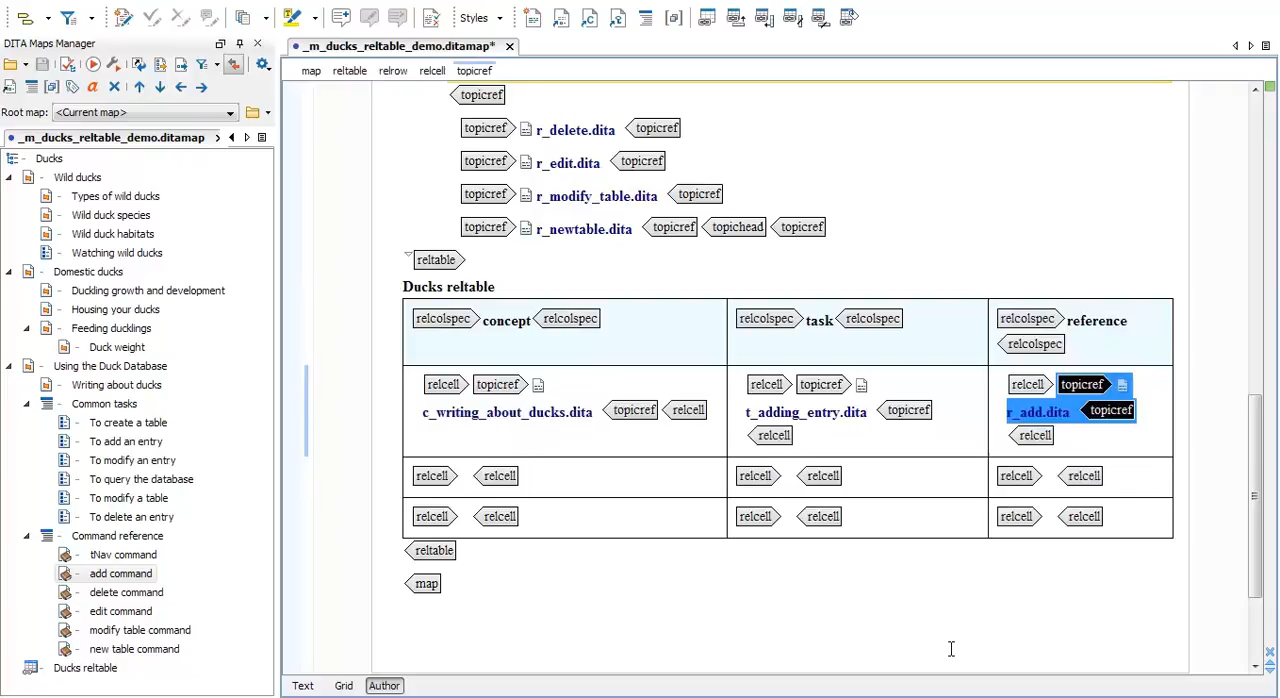 Styles
DITA Maps Manager
_m_ducks_reltable_demo.ditamap*
map reltable relrow relcell topicref
Root map: <Current map>
_m_ducks_reltable_demo.ditamap
Ducks
Wild ducks
Types of wild ducks
Wild duck species
Wild duck habitats
Watching wild ducks
Domestic ducks
Duckling growth and development
Housing your ducks
Feeding ducklings
Duck weight
Using the Duck Database
Writing about ducks
Common tasks
To create a table
To add an entry
To modify an entry
To query the database
To modify a table
To delete an entry
Command reference
tNav command
add command
delete command
edit command
modify table command
new table command
Ducks reltable
topicref
topicref r_delete.dita topicref
topicref r_edit.dita topicref
topicref r_modify_table.dita topicref
topicref r_newtable.dita topicref topichead topicref
reltable
Ducks reltable
relcolspec concept relcolspec relcolspec task relcolspec relcolspec reference
relcolspec
relcell topicref relcell topicref relcell topicref
c_writing_about_ducks.dita topicref relcell t_adding_entry.dita topicref r_add.dita topicref
relcell relcell
relcell relcell relcell relcell relcell relcell
relcell relcell relcell relcell relcell relcell
reltable
map
Text Grid Author